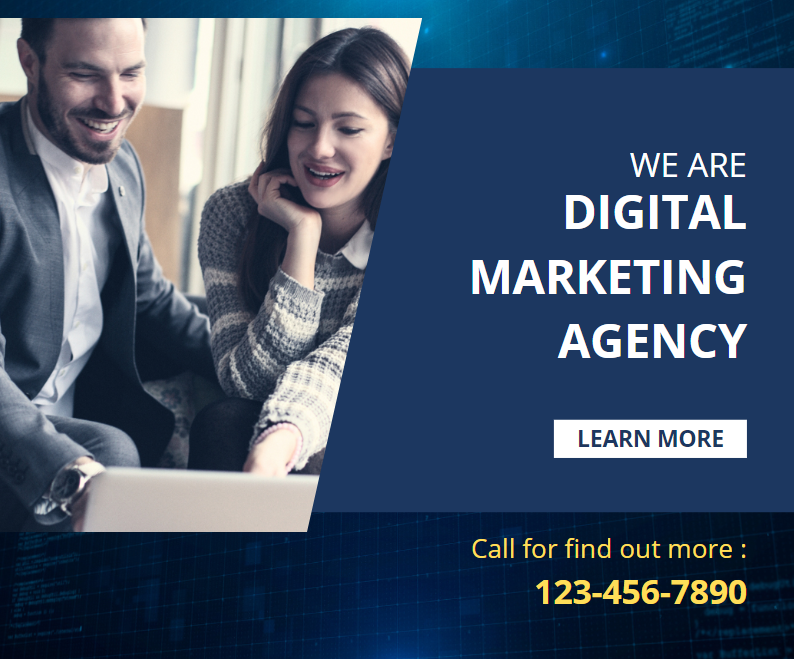 WE ARE
DIGITAL
MARKETING
AGENCY
LEARN MORE
Call for find out more :
123-456-7890